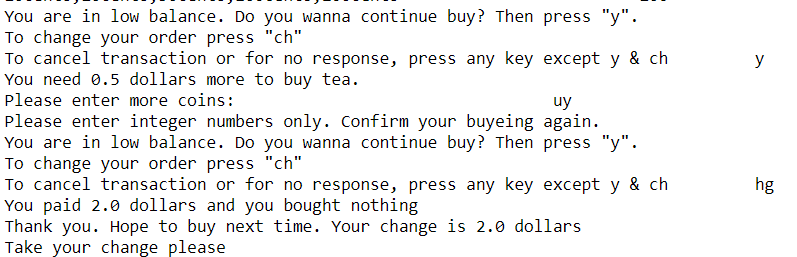 You are in low balance. Do you wanna continue buy? Then press "y".
To change your order press "ch"
To cancel transaction or for no response, press any key except y & ch y
You need 0.5 dollars more to buy tea.
Please enter more coins: uy
Please enter integer numbers only. Confirm your buyeing again.
You are in low balance. Do you wanna continue buy? Then press "y".
To change your order press "ch"
To cancel transaction or for no response, press any key except y & ch hg
You paid 2.0 dollars and you bought nothing
Thank you. Hope to buy next time. Your change is 2.0 dollars
Take your change please